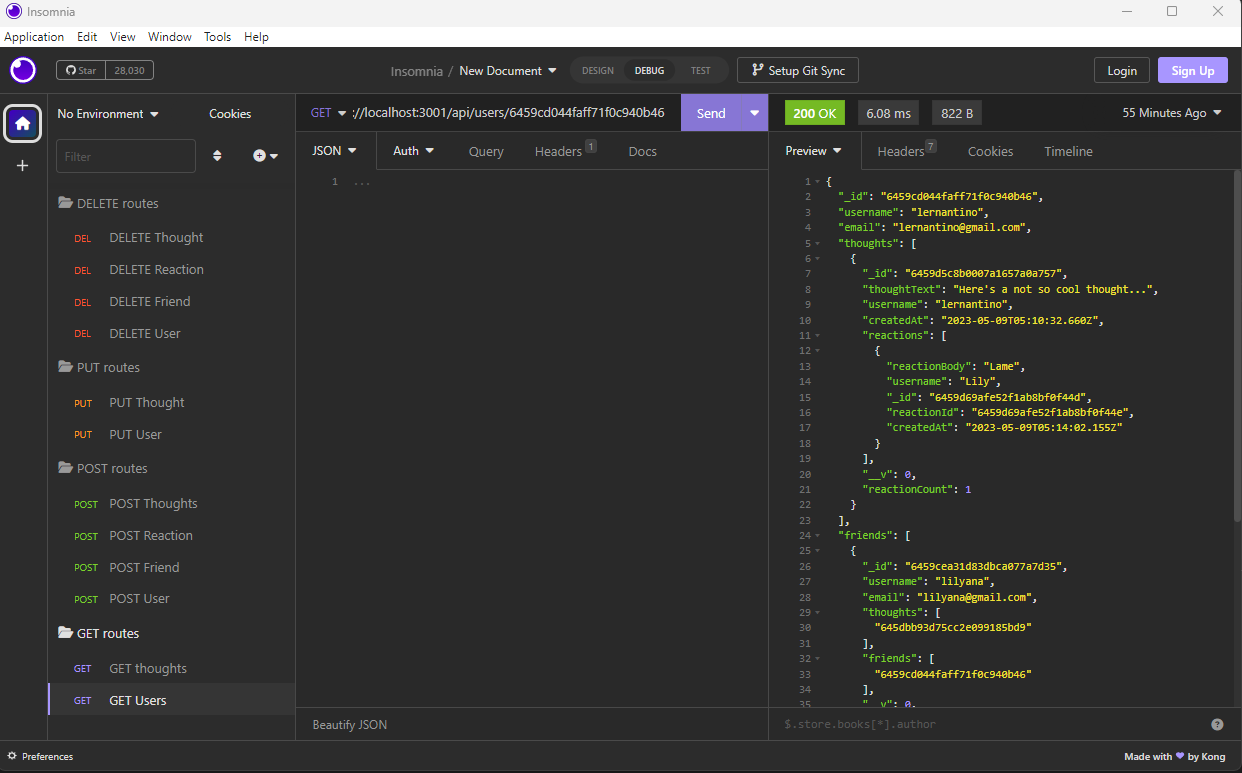 Insomnia
Application Edit View Window Tools Help
Star 28,030
Insomnia / New Document
DESIGN DEBUG TEST
Setup Git Sync
Login
Sign Up
No Environment
Cookies
Filter
DELETE routes
DEL DELETE Thought
DEL DELETE Reaction
DEL DELETE Friend
DEL DELETE User
PUT routes
PUT PUT Thought
PUT PUT User
POST routes
POST POST Thoughts
POST POST Reaction
POST POST Friend
POST POST User
GET routes
GET GET thoughts
GET GET Users
GET ://localhost:3001/api/users/6459cd044faff71f0c940b46 Send
JSON Auth Query Headers 1 Docs
1 ...
Beautify JSON
200 OK 6.08 ms 822 B 55 Minutes Ago
Preview Headers 7 Cookies Timeline
1 {
2 "_id": "6459cd044faff71f0c940b46",
3 "username": "lernantino",
4 "email": "lernantino@gmail.com",
5 "thoughts": [
6 {
7 "_id": "6459d5c8b0007a1657a0a757",
8 "thoughtText": "Here's a not so cool thought...",
9 "username": "lernantino",
10 "createdAt": "2023-05-09T05:10:32.660Z",
11 "reactions": [
12 {
13 "reactionBody": "Lame",
14 "username": "Lily",
15 "_id": "6459d69afe52f1ab8bf0f44d",
16 "reactionId": "6459d69afe52f1ab8bf0f44e",
17 "createdAt": "2023-05-09T05:14:02.155Z"
18 }
19 ],
20 "__v": 0,
21 "reactionCount": 1
22 }
23 ],
24 "friends": [
25 {
26 "_id": "6459cea31d83dbca077a7d35",
27 "username": "lilyana",
28 "email": "lilyana@gmail.com",
29 "thoughts": [
30 "645dbb93d75cc2e099185bd9"
31 ],
32 "friends": [
33 "6459cd044faff71f0c940b46"
34 ],
35 "__v": 0,
$.store.books[*].author
Preferences
Made with ❤ by Kong